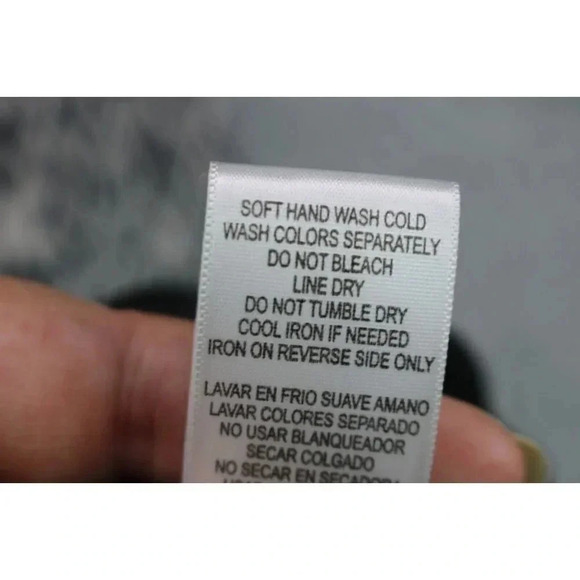 SOFT HAND WASH COLD
WASH COLORS SEPARATELY
DO NOT BLEACH
LINE DRY
DO NOT TUMBLE DRY
COOL IRON IF NEEDED
IRON ON REVERSE SIDE ONLY
LAVAR EN FRIO SUAVE AMANO
LAVAR COLORES SEPARADO
NO USAR BLANQUEADOR
SECAR COLGADO
NO SECAR EN SECADORA